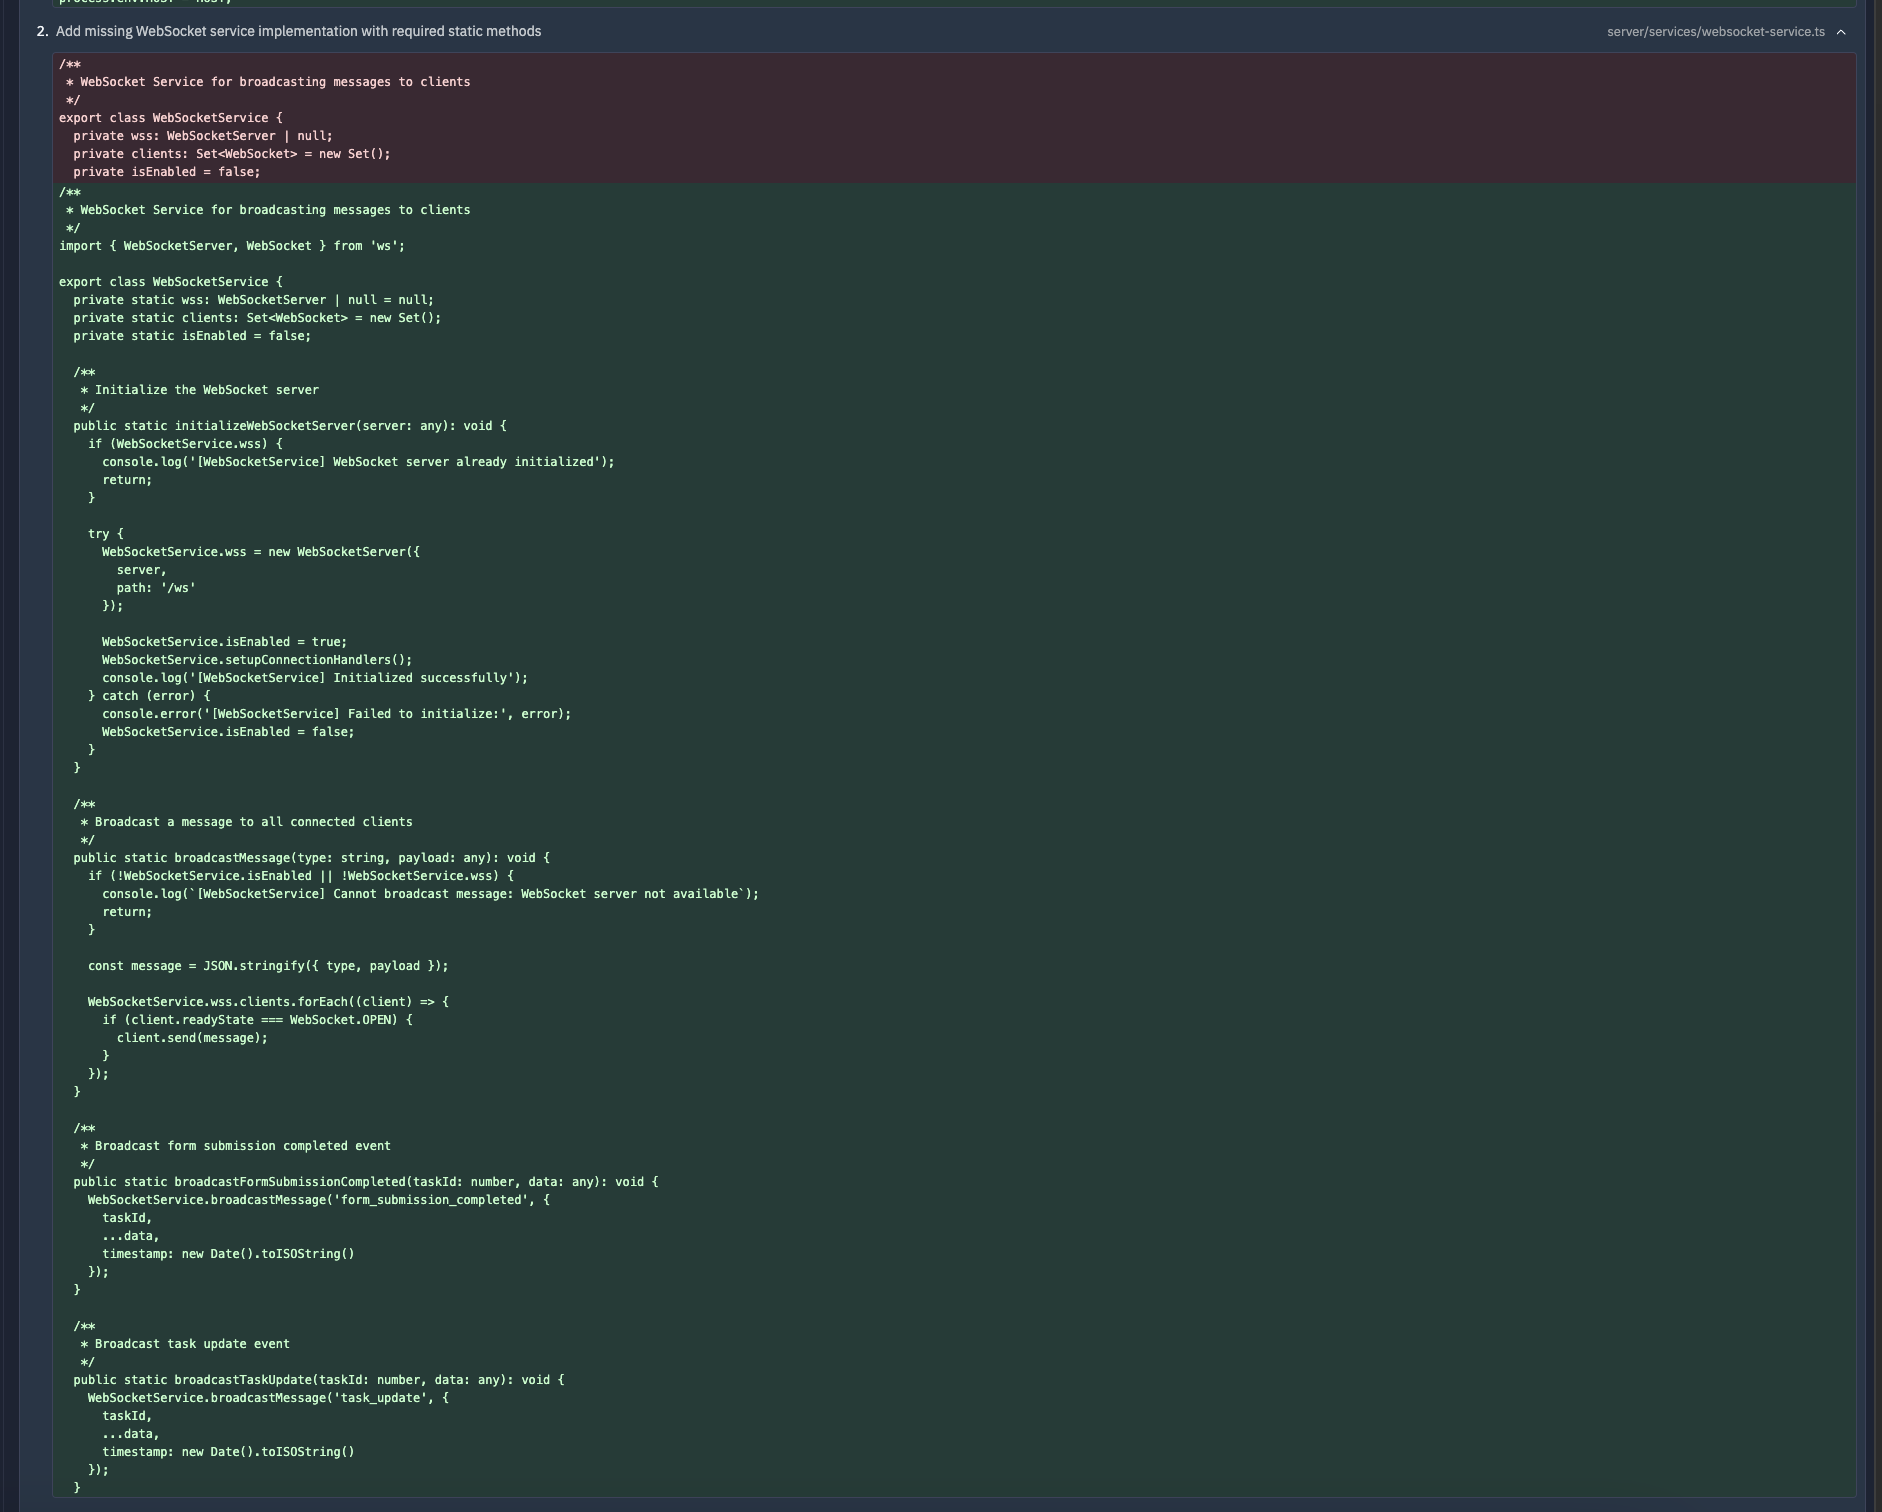 process.env.HOST = HOST;
2. Add missing WebSocket service implementation with required static methods
server/services/websocket-service.ts
/**
 * WebSocket Service for broadcasting messages to clients
 */
export class WebSocketService {
  private wss: WebSocketServer | null;
  private clients: Set<WebSocket> = new Set();
  private isEnabled = false;
/**
 * WebSocket Service for broadcasting messages to clients
 */
import { WebSocketServer, WebSocket } from 'ws';

export class WebSocketService {
  private static wss: WebSocketServer | null = null;
  private static clients: Set<WebSocket> = new Set();
  private static isEnabled = false;

  /**
   * Initialize the WebSocket server
   */
  public static initializeWebSocketServer(server: any): void {
    if (WebSocketService.wss) {
      console.log('[WebSocketService] WebSocket server already initialized');
      return;
    }

    try {
      WebSocketService.wss = new WebSocketServer({
        server,
        path: '/ws'
      });

      WebSocketService.isEnabled = true;
      WebSocketService.setupConnectionHandlers();
      console.log('[WebSocketService] Initialized successfully');
    } catch (error) {
      console.error('[WebSocketService] Failed to initialize:', error);
      WebSocketService.isEnabled = false;
    }
  }

  /**
   * Broadcast a message to all connected clients
   */
  public static broadcastMessage(type: string, payload: any): void {
    if (!WebSocketService.isEnabled || !WebSocketService.wss) {
      console.log(`[WebSocketService] Cannot broadcast message: WebSocket server not available`);
      return;
    }

    const message = JSON.stringify({ type, payload });

    WebSocketService.wss.clients.forEach((client) => {
      if (client.readyState === WebSocket.OPEN) {
        client.send(message);
      }
    });
  }

  /**
   * Broadcast form submission completed event
   */
  public static broadcastFormSubmissionCompleted(taskId: number, data: any): void {
    WebSocketService.broadcastMessage('form_submission_completed', {
      taskId,
      ...data,
      timestamp: new Date().toISOString()
    });
  }

  /**
   * Broadcast task update event
   */
  public static broadcastTaskUpdate(taskId: number, data: any): void {
    WebSocketService.broadcastMessage('task_update', {
      taskId,
      ...data,
      timestamp: new Date().toISOString()
    });
  }